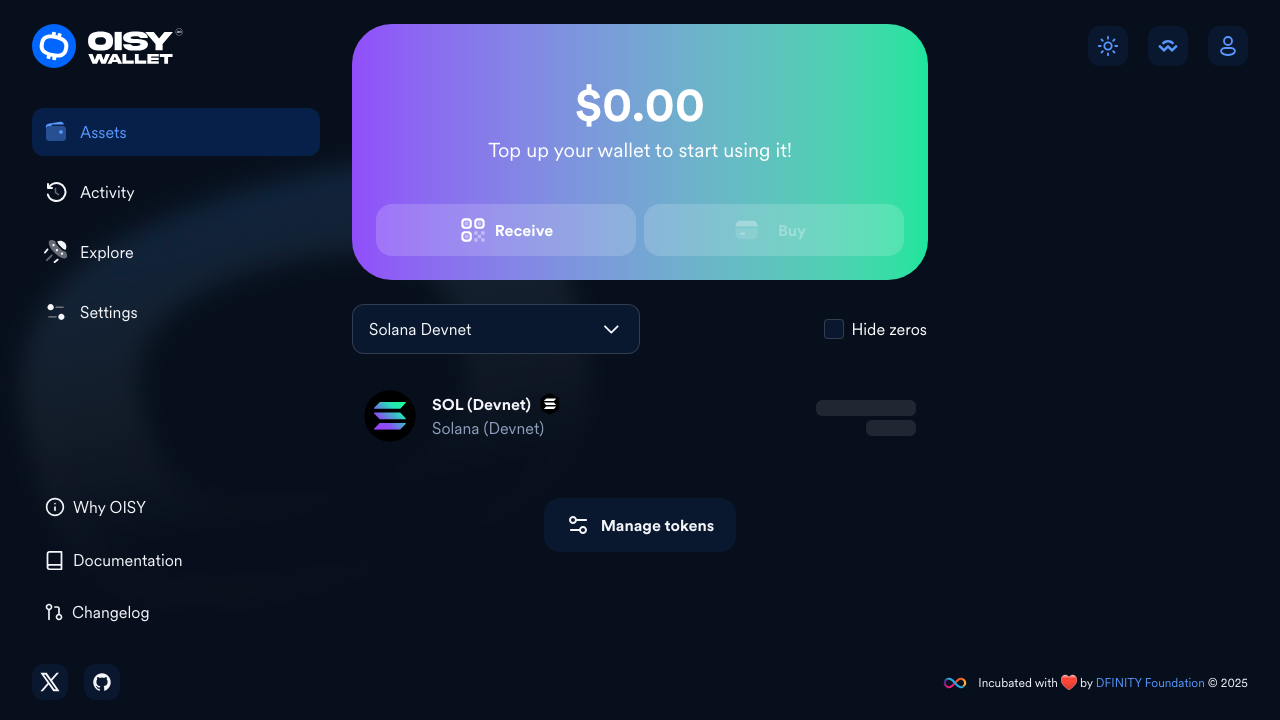 OISY
WALLET
Assets
Activity
Explore
Settings
Why OISY
Documentation
Changelog
$0.00
Top up your wallet to start using it!
Receive
Buy
Solana Devnet
Hide zeros
SOL (Devnet)
Solana (Devnet)
Manage tokens
Incubated with ❤️ by DFINITY Foundation © 2025